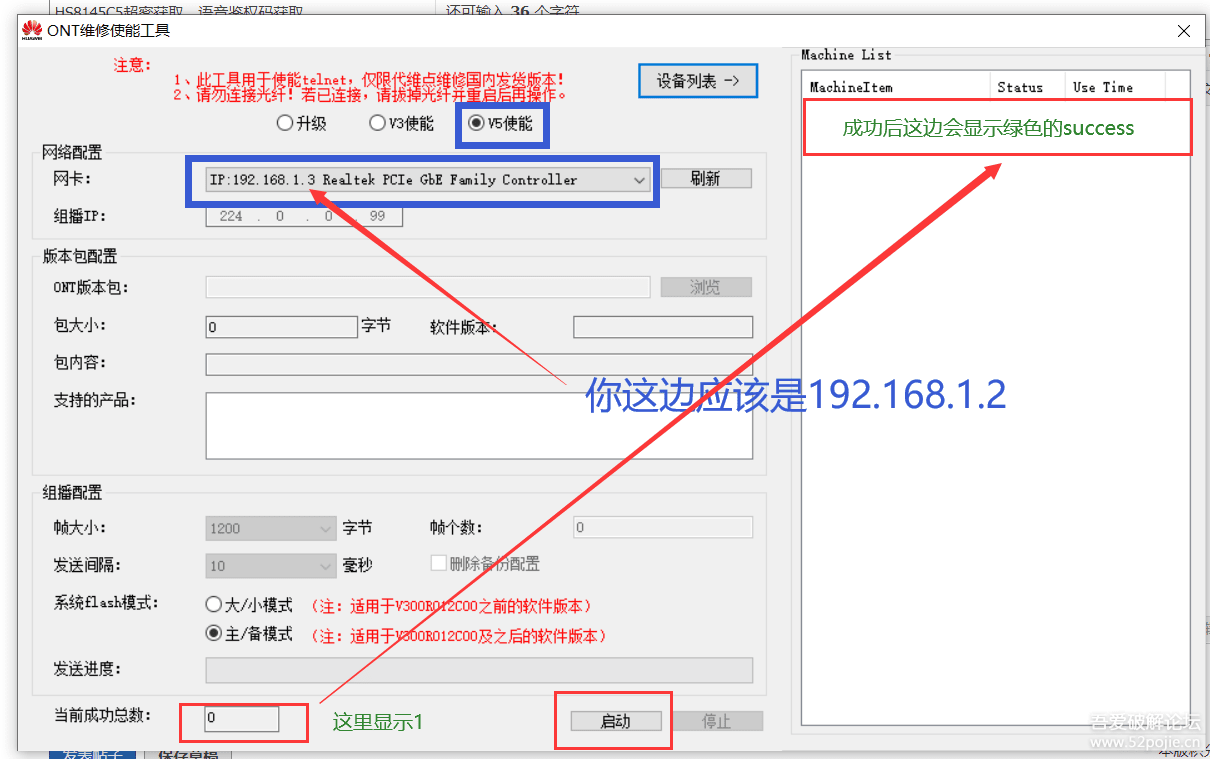 HS8145C5超密获取、语音鉴权码获取
还可输入 36 个字符
HUAWEI ONT维修使能工具
注意:
1、此工具用于使能telnet，仅限代维点维修国内发货版本!
2、请勿连接光纤! 若已连接，请拔掉光纤并重启后再操作。
设备列表 -->
升级 V3使能 V5使能
网络配置
网卡: IP:192.168.1.3 Realtek PCIe GbE Family Controller 刷新
组播IP: 224 . 0 . 0 . 99
版本包配置
ONT版本包: 浏览
包大小: 0 字节 软件版本:
包内容:
支持的产品:
你这边应该是192.168.1.2
组播配置
帧大小: 1200 字节 帧个数: 0
发送间隔: 10 毫秒 删除备份配置
系统flash模式: 大/小模式 (注: 适用于V300R012C00之前的软件版本)
主/备模式 (注: 适用于V300R012C00及之后的软件版本)
发送进度:
当前成功总数: 0 这里显示1 启动 停止
Machine List
MachineItem Status Use Time
成功后这边会显示绿色的success
吾爱破解论坛
www.52pojie.cn
发表帖子 保存草稿
本版积分